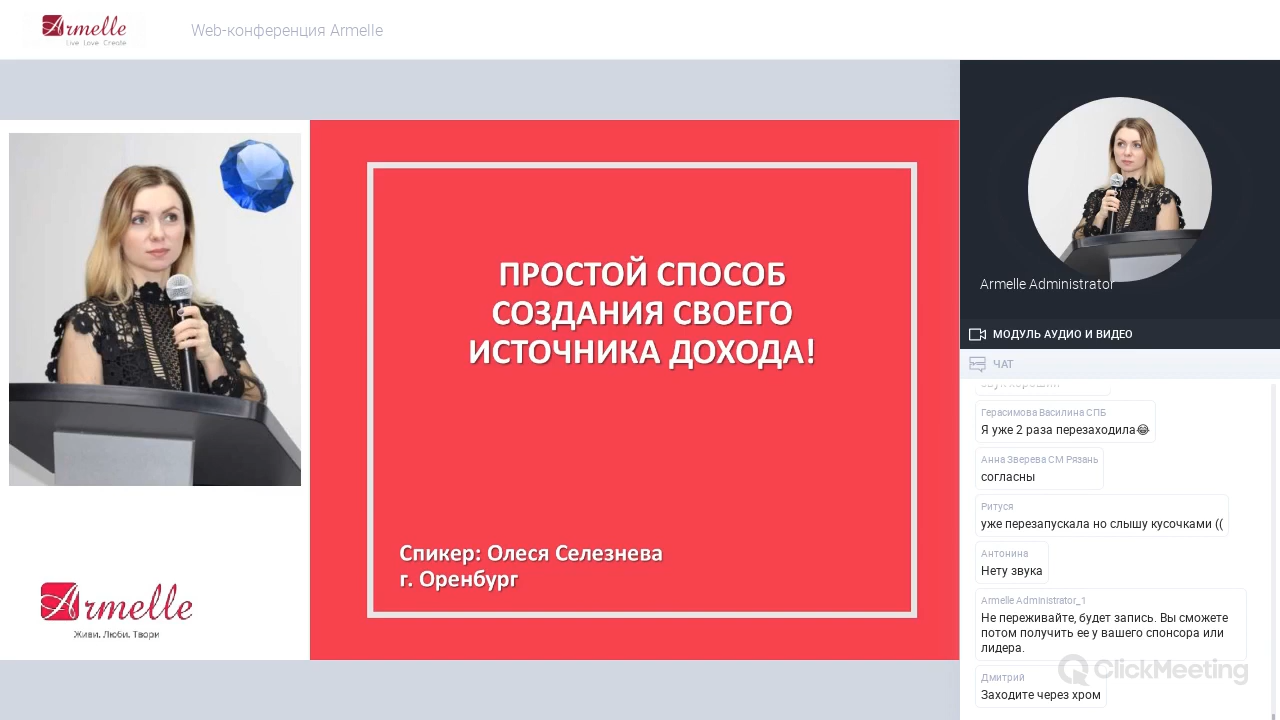 Armelle
Live Love Create
Web-конференция Armelle
ПРОСТОЙ СПОСОБ
СОЗДАНИЯ СВОЕГО
ИСТОЧНИКА ДОХОДА!
Спикер: Олеся Селезнева
г. Оренбург
Armelle
Живи. Люби. Твори
Armelle Administrator
МОДУЛЬ АУДИО И ВИДЕО
ЧАТ
Герасимова Василина СПБ
Я уже 2 раза перезаходила😂
Анна Зверева СМ Рязань
согласны
Ритуся
уже перезапускала но слышу кусочками ((
Антонина
Нету звука
Armelle Administrator_1
Не переживайте, будет запись. Вы сможете
потом получить ее у вашего спонсора или
лидера.
ClickMeeting
Дмитрий
Заходите через хром